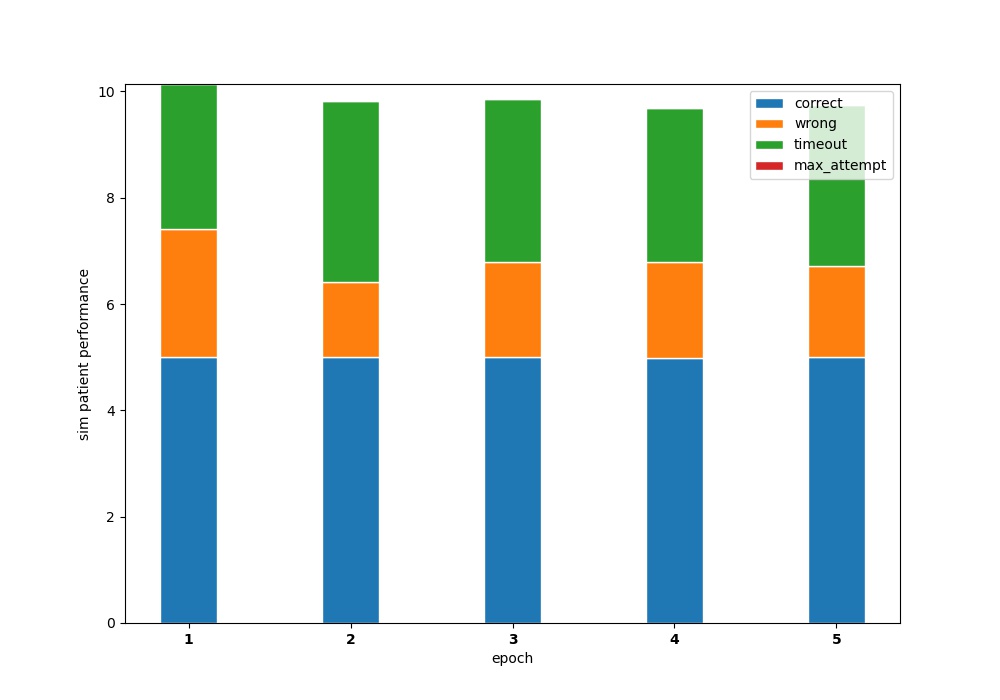 correct
wrong
timeout
max_attempt
10
8
6
4
2
0
sim patient performance
1 2 3 4 5
epoch